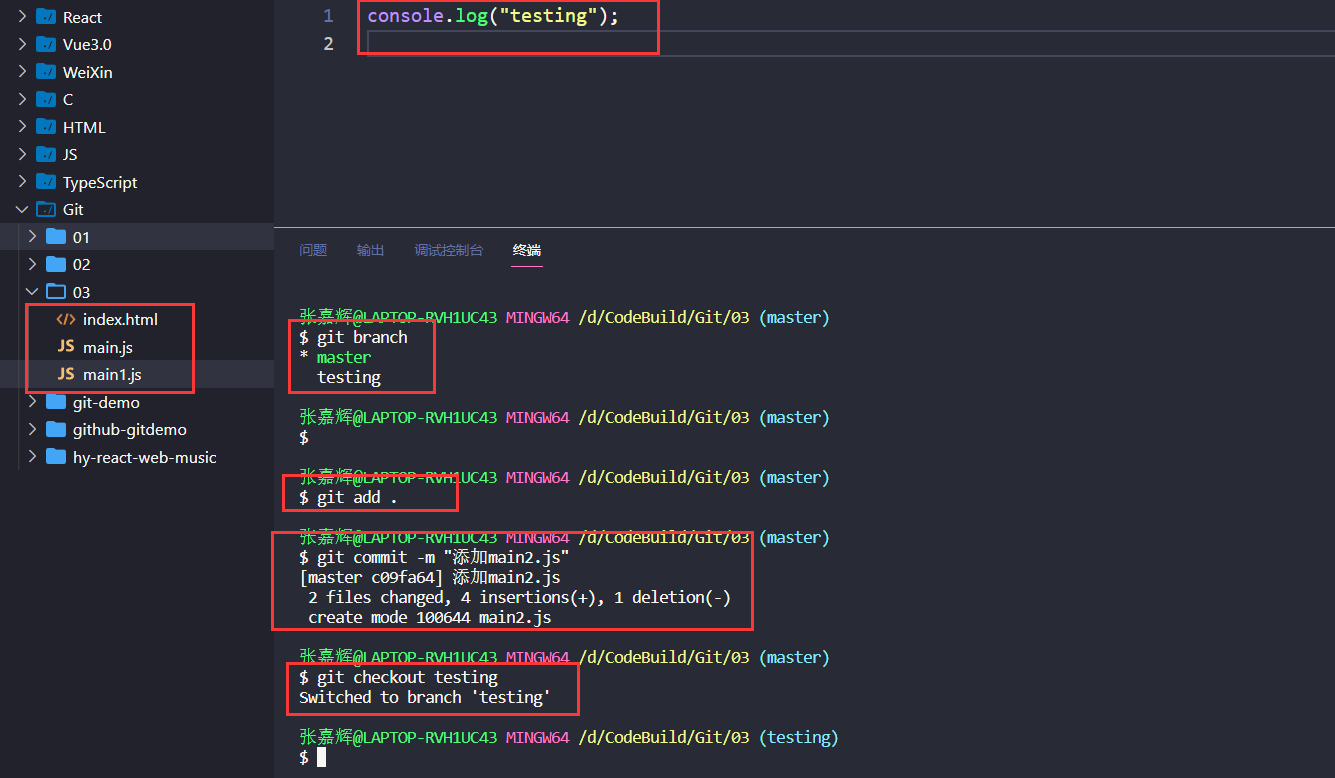 React
Vue3.0
WeiXin
C
HTML
JS
TypeScript
Git
01
02
03
index.html
JS main.js
JS main1.js
git-demo
github-gitdemo
hy-react-web-music
1 console.log("testing");
2
问题 输出 调试控制台 终端
张嘉辉@LAPTOP-RVH1UC43 MINGW64 /d/CodeBuild/Git/03 (master)
$ git branch
* master
testing
张嘉辉@LAPTOP-RVH1UC43 MINGW64 /d/CodeBuild/Git/03 (master)
$
张嘉辉@LAPTOP-RVH1UC43 MINGW64 /d/CodeBuild/Git/03 (master)
$ git add .
张嘉辉@LAPTOP-RVH1UC43 MINGW64 /d/CodeBuild/Git/03 (master)
$ git commit -m "添加main2.js"
[master c09fa64] 添加main2.js
2 files changed, 4 insertions(+), 1 deletion(-)
create mode 100644 main2.js
张嘉辉@LAPTOP-RVH1UC43 MINGW64 /d/CodeBuild/Git/03 (master)
$ git checkout testing
Switched to branch 'testing'
张嘉辉@LAPTOP-RVH1UC43 MINGW64 /d/CodeBuild/Git/03 (testing)
$